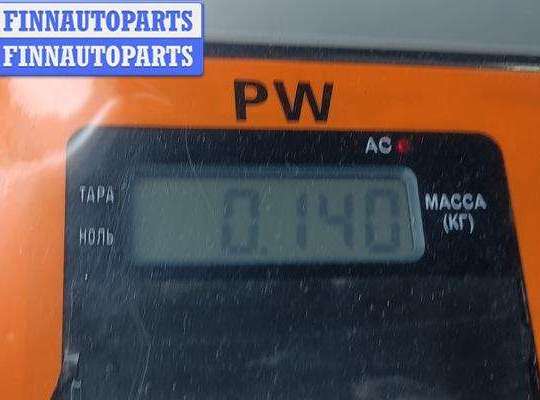 FINNAUTOPARTS
FINNAUTOPARTS
PW
AC
ТАРА
МАССА
(КГ)
НОЛЬ
0.140